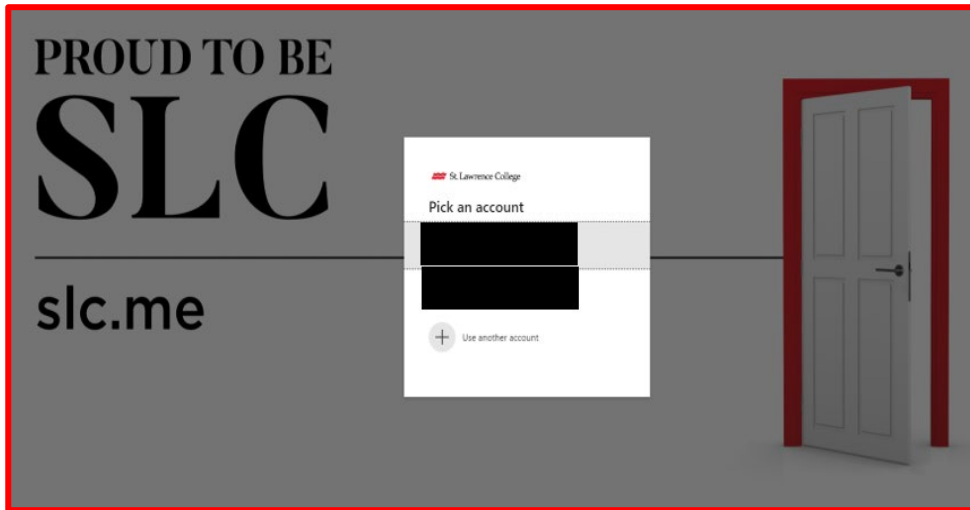 PROUD TO BE
SLC
slc.me
St. Lawrence College
Pick an account
Use another account